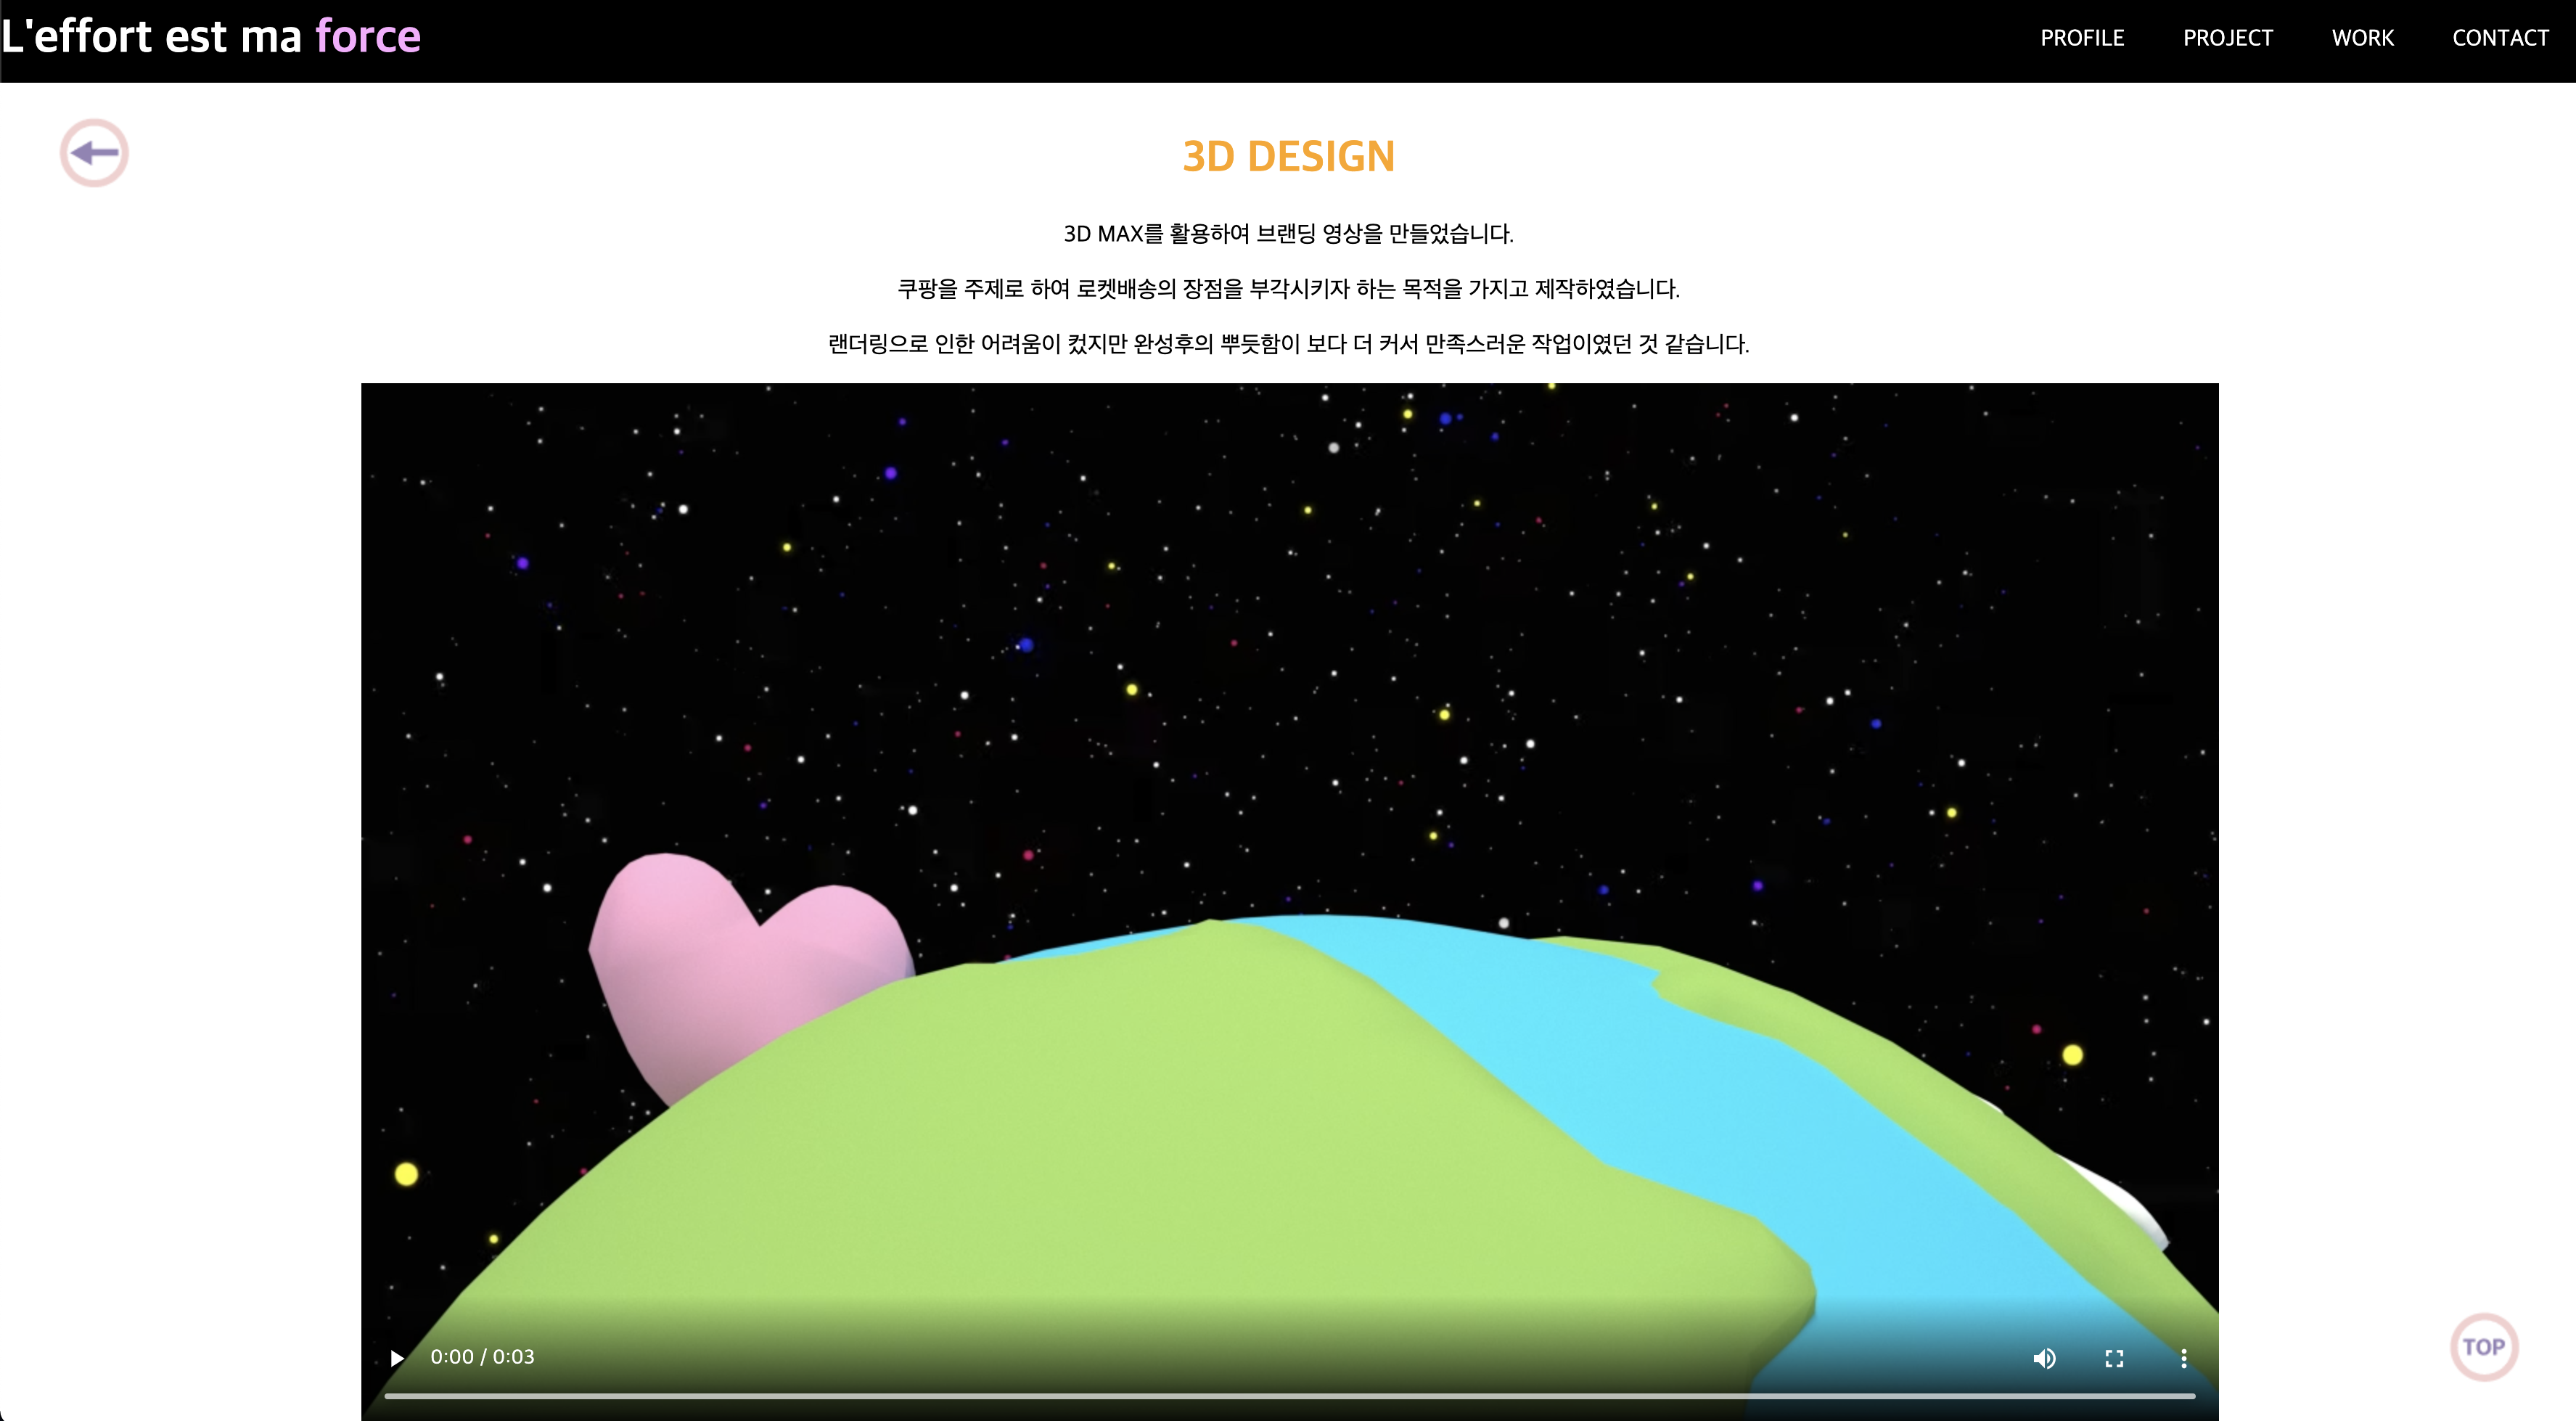 L'effort est ma force
PROFILE PROJECT WORK CONTACT
3D DESIGN
3D MAX를 활용하여 브랜딩 영상을 만들었습니다.
쿠팡을 주제로 하여 로켓배송의 장점을 부각시키자 하는 목적을 가지고 제작하였습니다.
랜더링으로 인한 어려움이 컸지만 완성후의 뿌듯함이 보다 더 커서 만족스러운 작업이였던 것 같습니다.
0:00 / 0:03
TOP